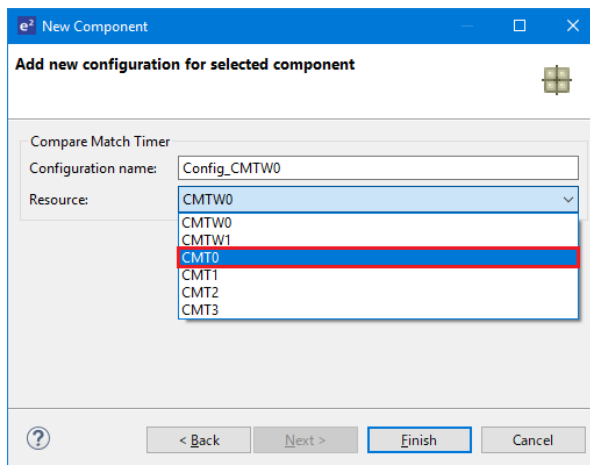 e² New Component
Add new configuration for selected component
Compare Match Timer
Configuration name: Config_CMTW0
Resource: CMTW0
CMTW0
CMTW1
CMT0
CMT1
CMT2
CMT3
? < Back Next > Finish Cancel